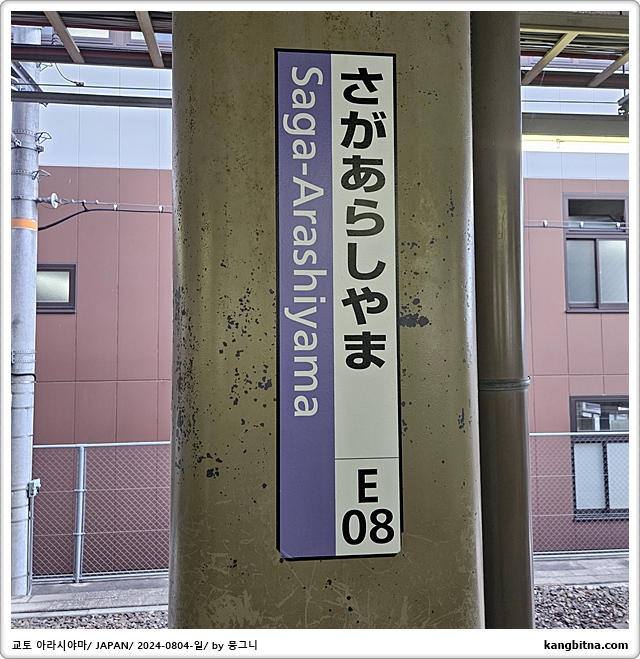 さがあらしやま
Saga-Arashiyama
E
08
교토 아라시야마/ JAPAN/ 2024-0804-일/ by 뭉그니
kangbitna.com